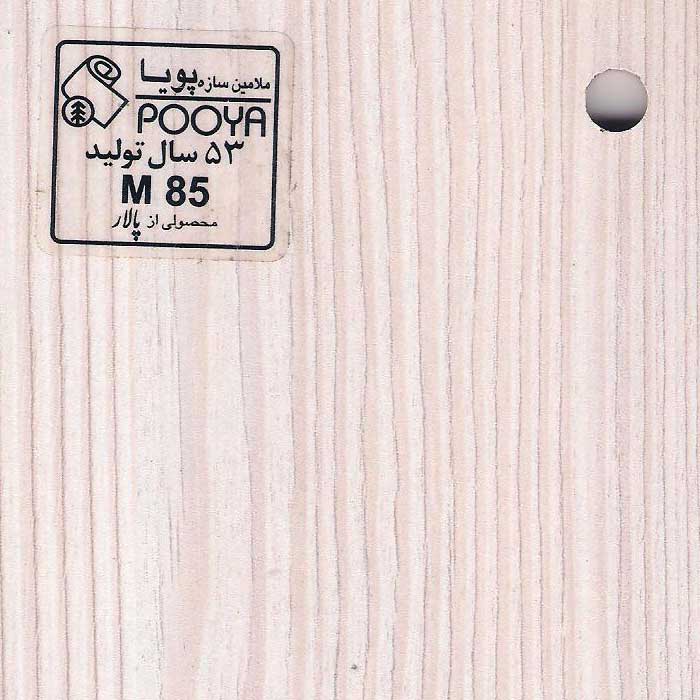 ملامین سازه پویا
POOYA
۵۳ سال تولید
M 85
محصولی از پالار